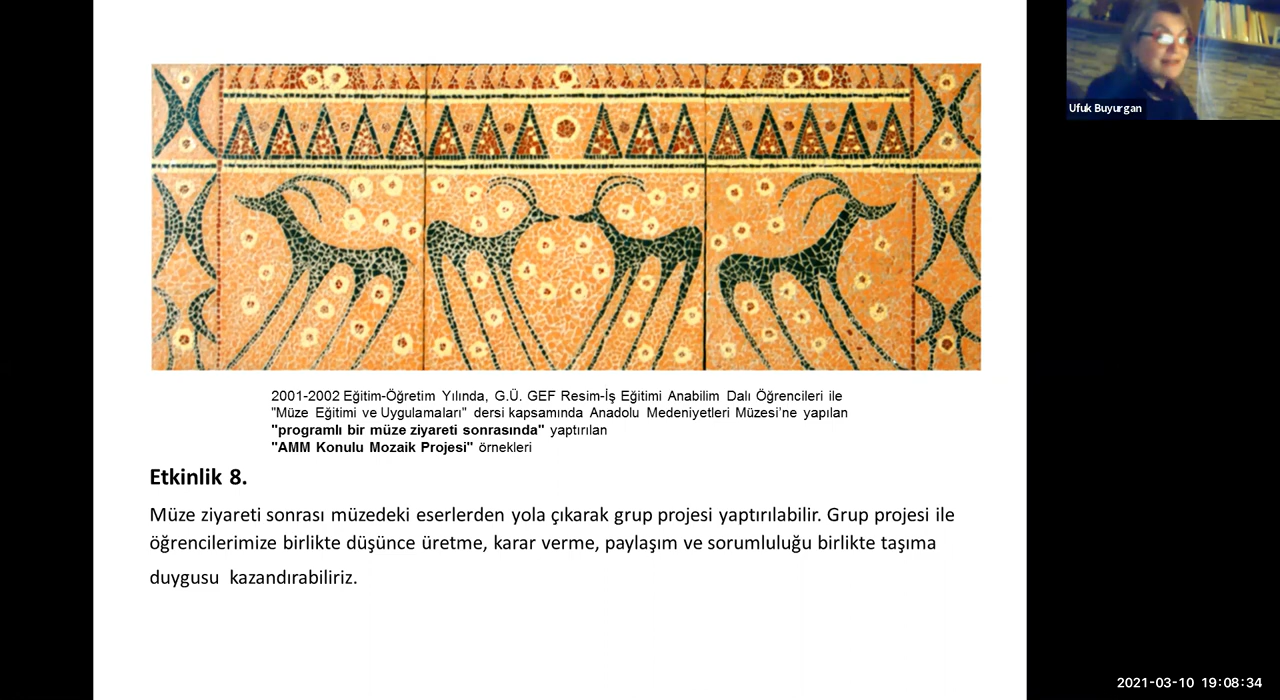 Ufuk Buyurgan
2001-2002 Eğitim-Öğretim Yılında, G.Ü. GEF Resim-İş Eğitimi Anabilim Dalı Öğrencileri ile
"Müze Eğitimi ve Uygulamaları" dersi kapsamında Anadolu Medeniyetleri Müzesi'ne yapılan
"programlı bir müze ziyareti sonrasında" yaptırılan
"AMM Konulu Mozaik Projesi" örnekleri
Etkinlik 8.
Müze ziyareti sonrası müzedeki eserlerden yola çıkarak grup projesi yaptırılabilir. Grup projesi ile
öğrencilerimize birlikte düşünce üretme, karar verme, paylaşım ve sorumluluğu birlikte taşıma
duygusu kazandırabiliriz.
2021-03-10 19:08:34